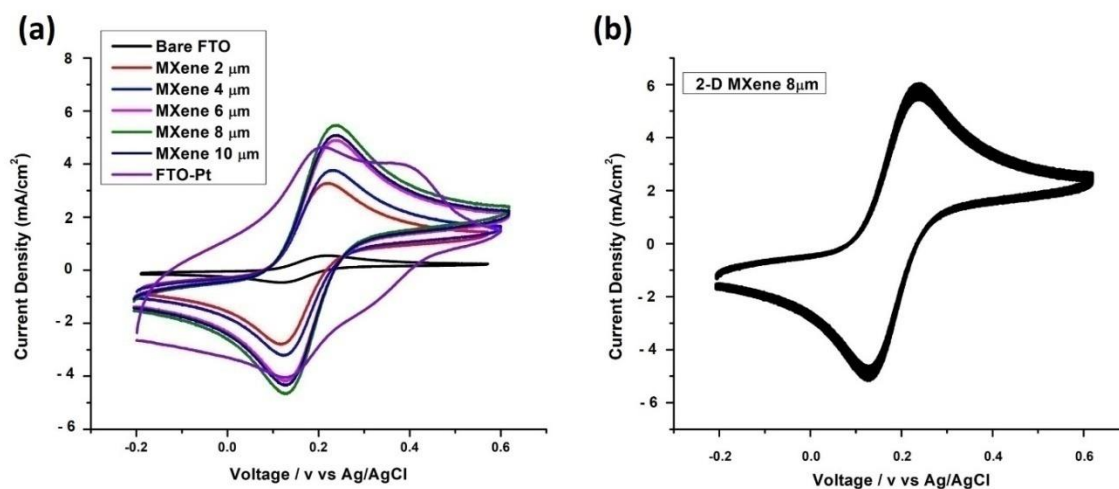 (a)
Bare FTO
MXene 2 μm
MXene 4 μm
MXene 6 μm
MXene 8 μm
MXene 10 μm
FTO-Pt
8
6
4
2
0
- 2
- 4
- 6
Current Density (mA/cm²)
-0.2
0.0
0.2
0.4
0.6
Voltage / v vs Ag/AgCl
(b)
2-D MXene 8μm
6
4
2
0
- 2
- 4
- 6
Current Density (mA/cm²)
-0.2
0.0
0.2
0.4
0.6
Voltage / v vs Ag/AgCl